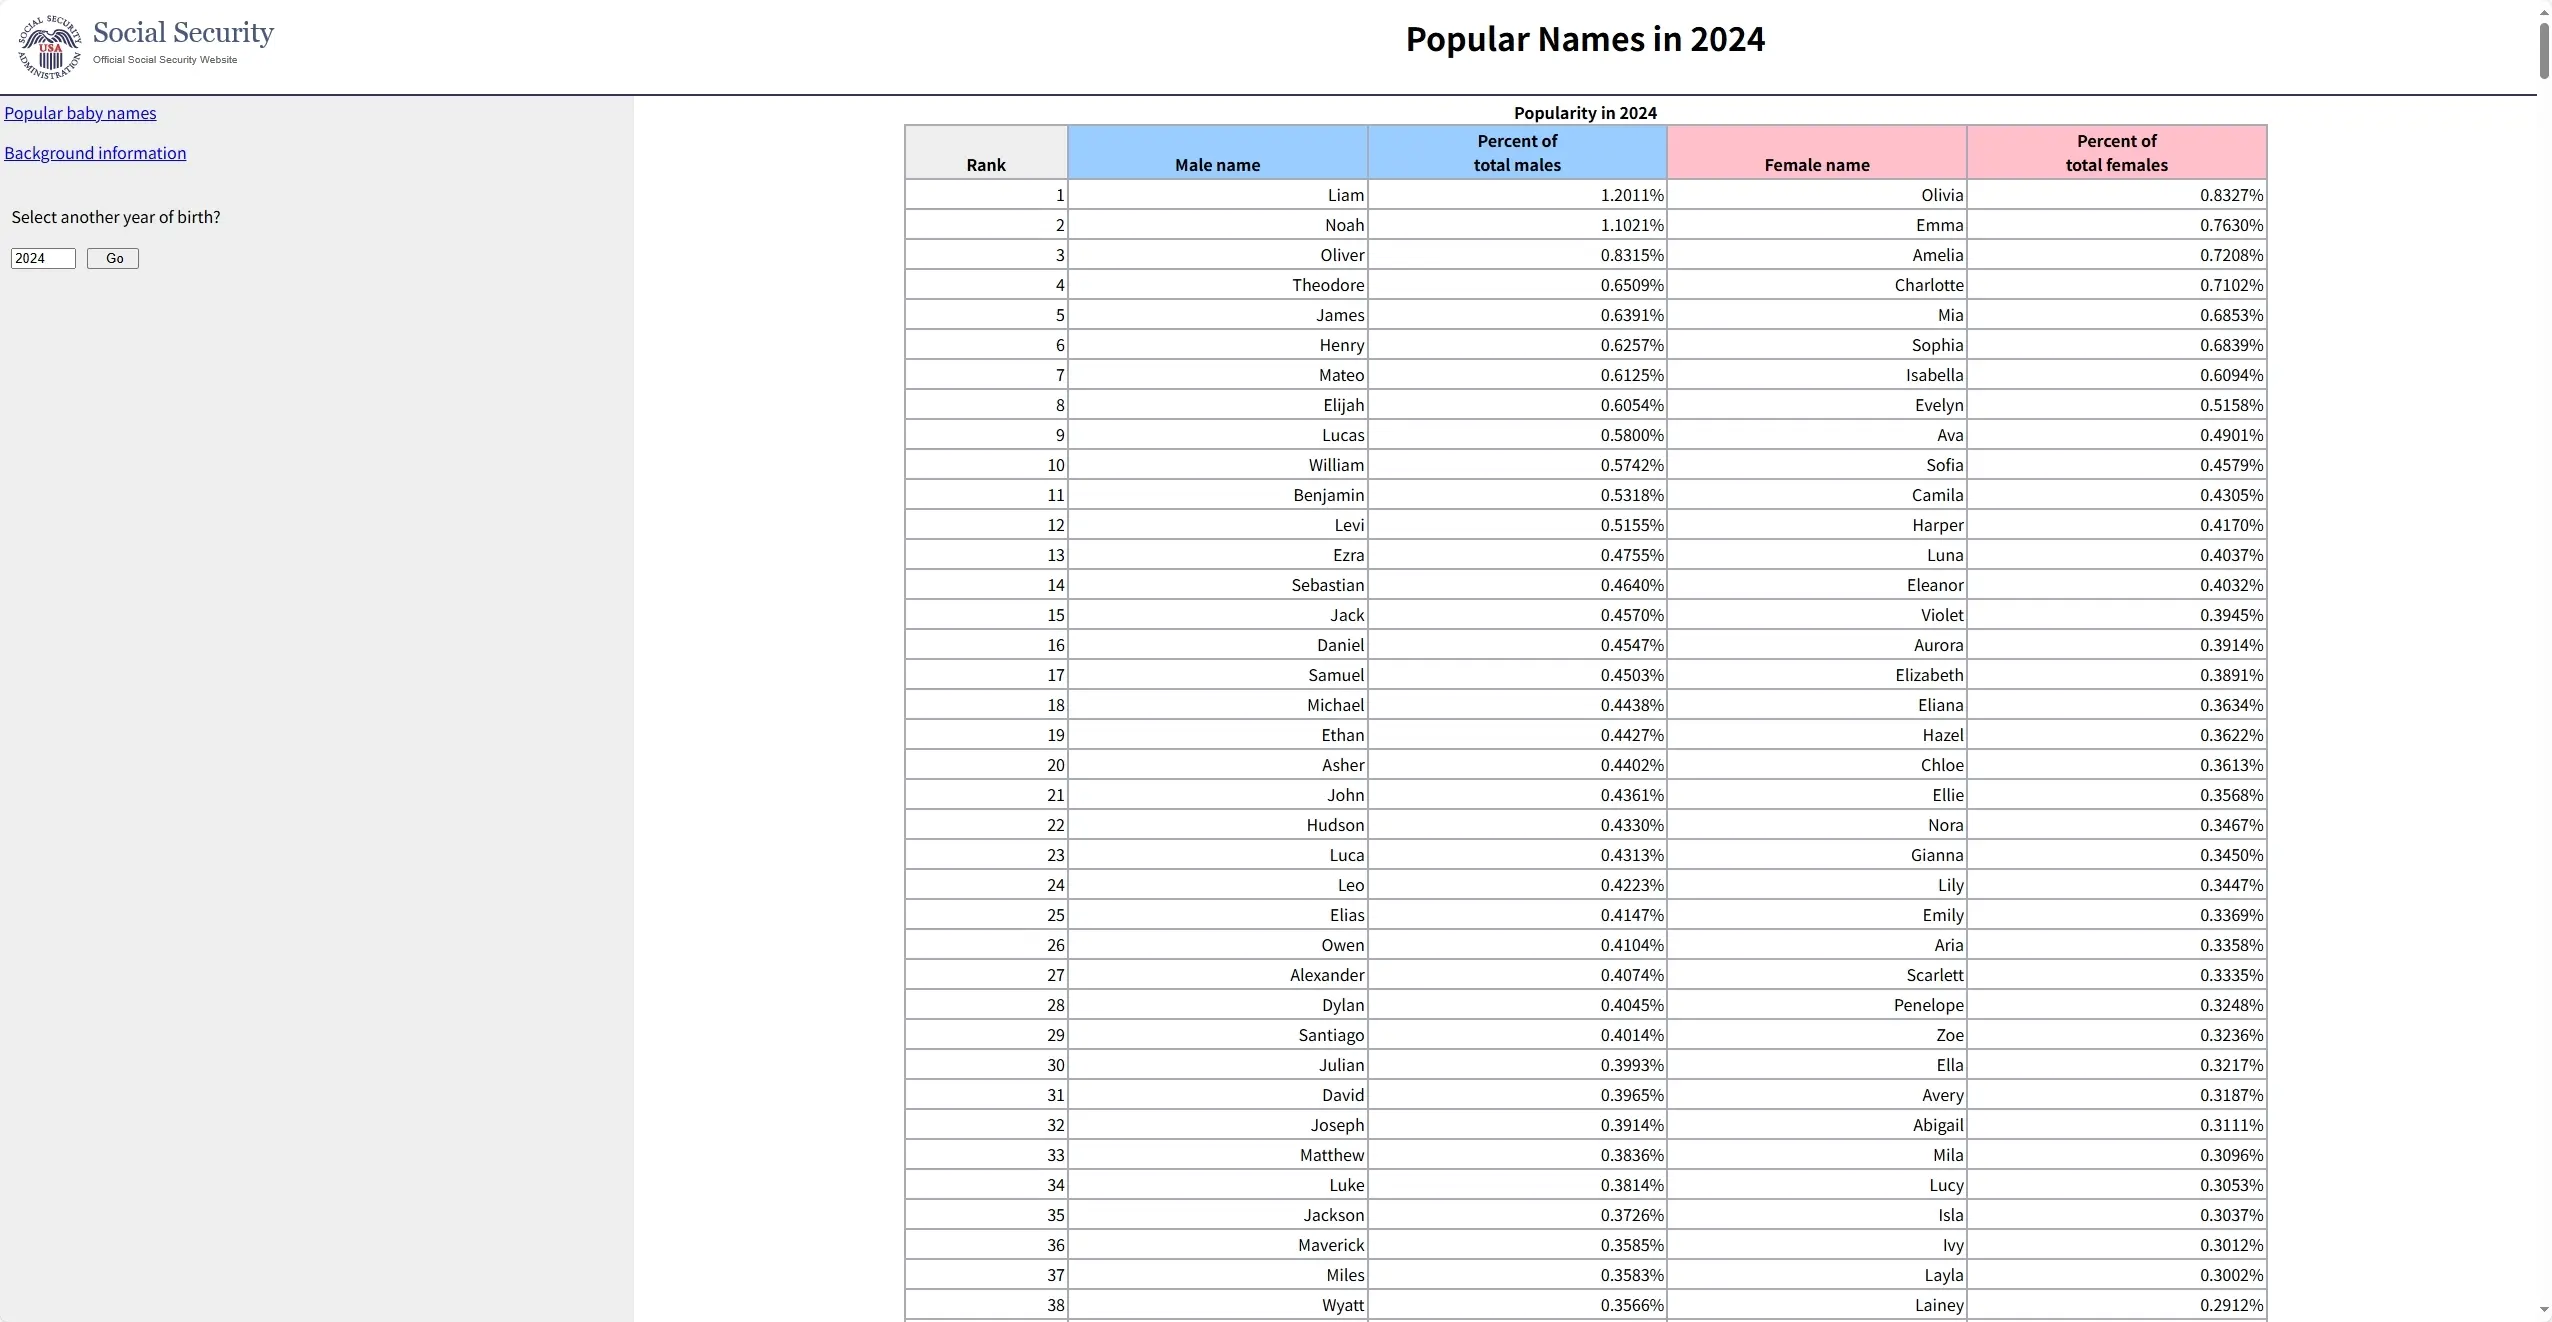 SOCIAL SECURITY ADMINISTRATION
USA
Social Security
Official Social Security Website
Popular Names in 2024
Popular baby names
Background information
Select another year of birth?
2024 Go
Popularity in 2024
Rank Male name Percent of total males Female name Percent of total females
1 Liam 1.2011% Olivia 0.8327%
2 Noah 1.1021% Emma 0.7630%
3 Oliver 0.8315% Amelia 0.7208%
4 Theodore 0.6509% Charlotte 0.7102%
5 James 0.6391% Mia 0.6853%
6 Henry 0.6257% Sophia 0.6839%
7 Mateo 0.6125% Isabella 0.6094%
8 Elijah 0.6054% Evelyn 0.5158%
9 Lucas 0.5800% Ava 0.4901%
10 William 0.5742% Sofia 0.4579%
11 Benjamin 0.5318% Camila 0.4305%
12 Levi 0.5155% Harper 0.4170%
13 Ezra 0.4755% Luna 0.4037%
14 Sebastian 0.4640% Eleanor 0.4032%
15 Jack 0.4570% Violet 0.3945%
16 Daniel 0.4547% Aurora 0.3914%
17 Samuel 0.4503% Elizabeth 0.3891%
18 Michael 0.4438% Eliana 0.3634%
19 Ethan 0.4427% Hazel 0.3622%
20 Asher 0.4402% Chloe 0.3613%
21 John 0.4361% Ellie 0.3568%
22 Hudson 0.4330% Nora 0.3467%
23 Luca 0.4313% Gianna 0.3450%
24 Leo 0.4223% Lily 0.3447%
25 Elias 0.4147% Emily 0.3369%
26 Owen 0.4104% Aria 0.3358%
27 Alexander 0.4074% Scarlett 0.3335%
28 Dylan 0.4045% Penelope 0.3248%
29 Santiago 0.4014% Zoe 0.3236%
30 Julian 0.3993% Ella 0.3217%
31 David 0.3965% Avery 0.3187%
32 Joseph 0.3914% Abigail 0.3111%
33 Matthew 0.3836% Mila 0.3096%
34 Luke 0.3814% Lucy 0.3053%
35 Jackson 0.3726% Isla 0.3037%
36 Maverick 0.3585% Ivy 0.3012%
37 Miles 0.3583% Layla 0.3002%
38 Wyatt 0.3566% Lainey 0.2912%